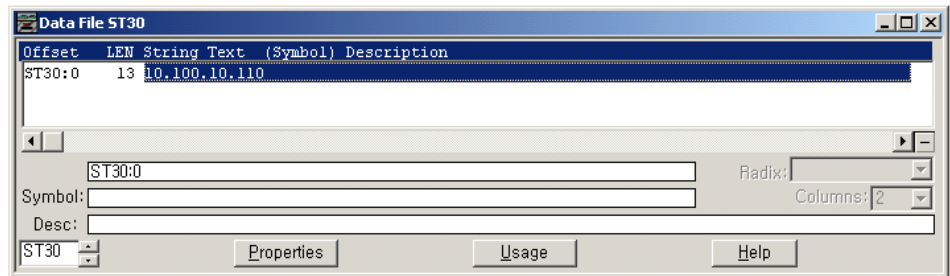 Data File ST30
Offset LEN String Text (Symbol) Description
ST30:0 13 10.100.10.110
ST30:0
Radix:
Symbol:
Columns: 2
Desc:
ST30
Properties
Usage
Help